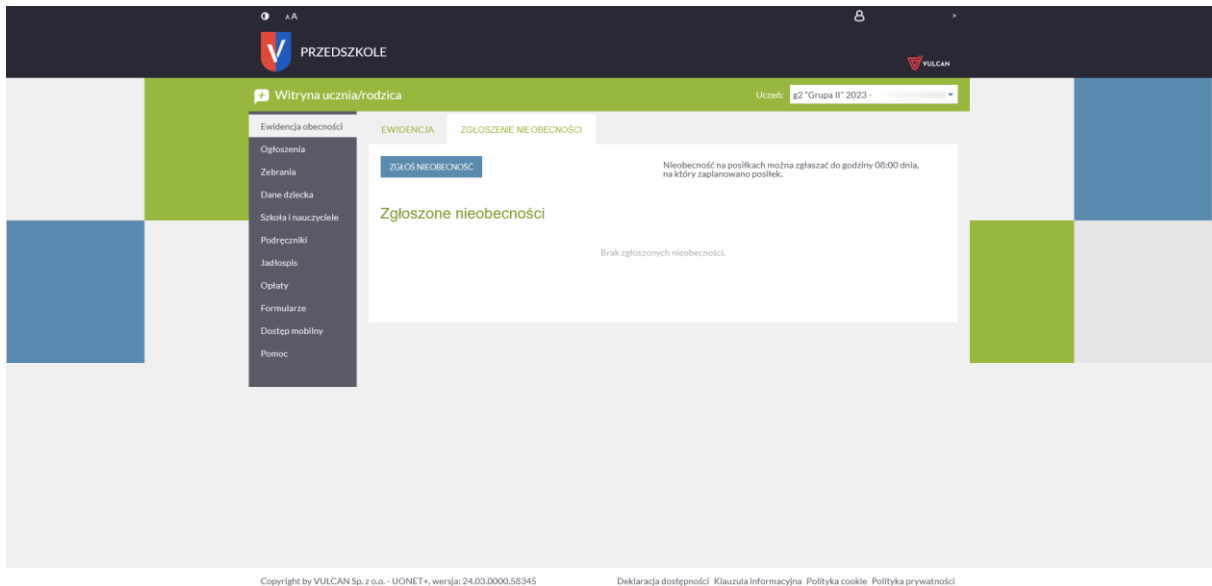 AA
>
PRZEDSZKOLE
VULCAN
Witryna ucznia/rodzica
Uczeń: g2 "Grupa II" 2023 -
Ewidencja obecności
Ogłoszenia
Zebrania
Dane dziecka
Szkoła i nauczyciele
Podręczniki
Jadłospis
Opłaty
Formularze
Dostęp mobilny
Pomoc
EWIDENCJA ZGŁOSZENIE NIEOBECNOŚCI
ZGŁOŚ NIEOBECNOŚĆ
Nieobecność na posiłkach można zgłaszać do godziny 08:00 dnia,
na który zaplanowano posiłek.
Zgłoszone nieobecności
Brak zgłoszonych nieobecności.
Copyright by VULCAN Sp. z o.o. - UONET+, wersja: 24.03.0000.58345
Deklaracja dostępności Klauzula informacyjna Polityka cookie Polityka prywatności